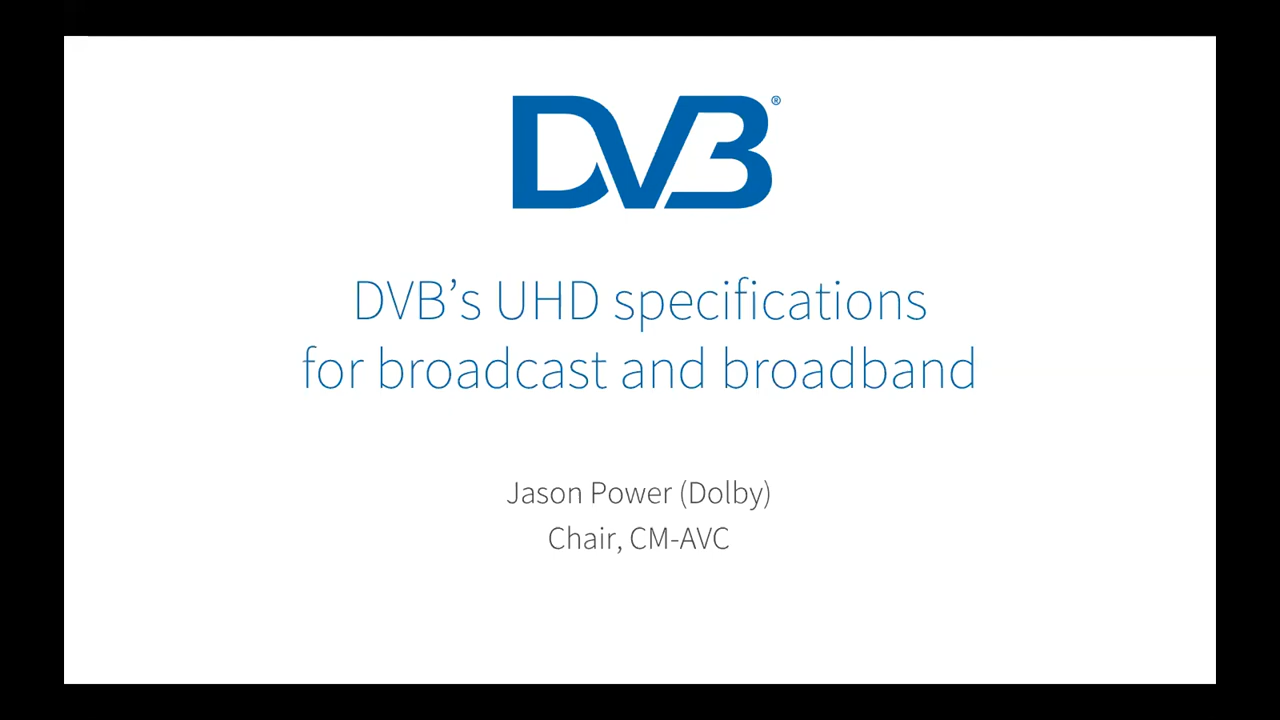 DVB®
DVB’s UHD specifications
for broadcast and broadband
Jason Power (Dolby)
Chair, CM-AVC